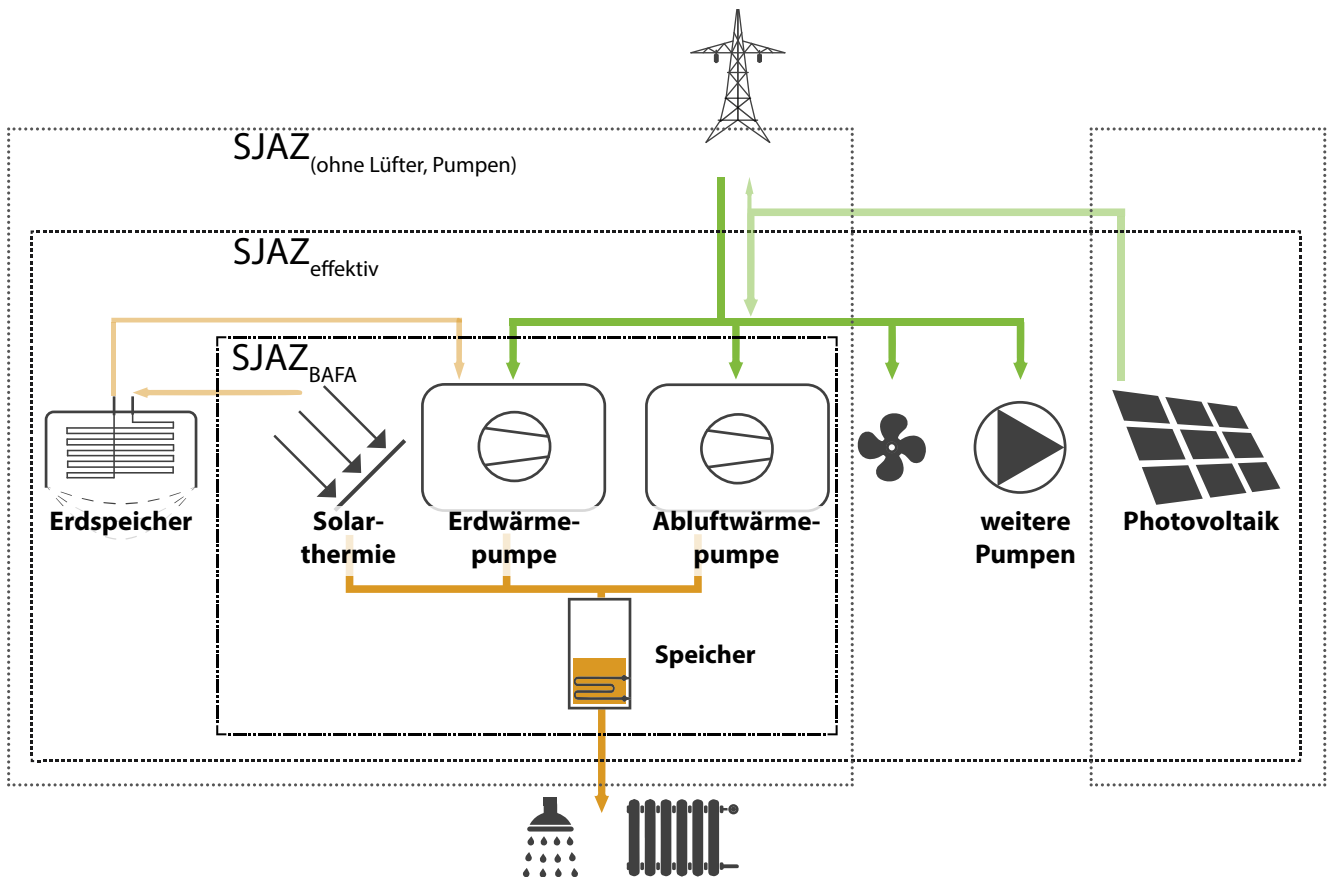 SJAZ(ohne Lüfter, Pumpen)
SJAZeffektiv
SJAZBAFA
Erdspeicher
Solar-
thermie
Erdwärme-
pumpe
Abluftwärme-
pumpe
weitere
Pumpen
Photovoltaik
Speicher